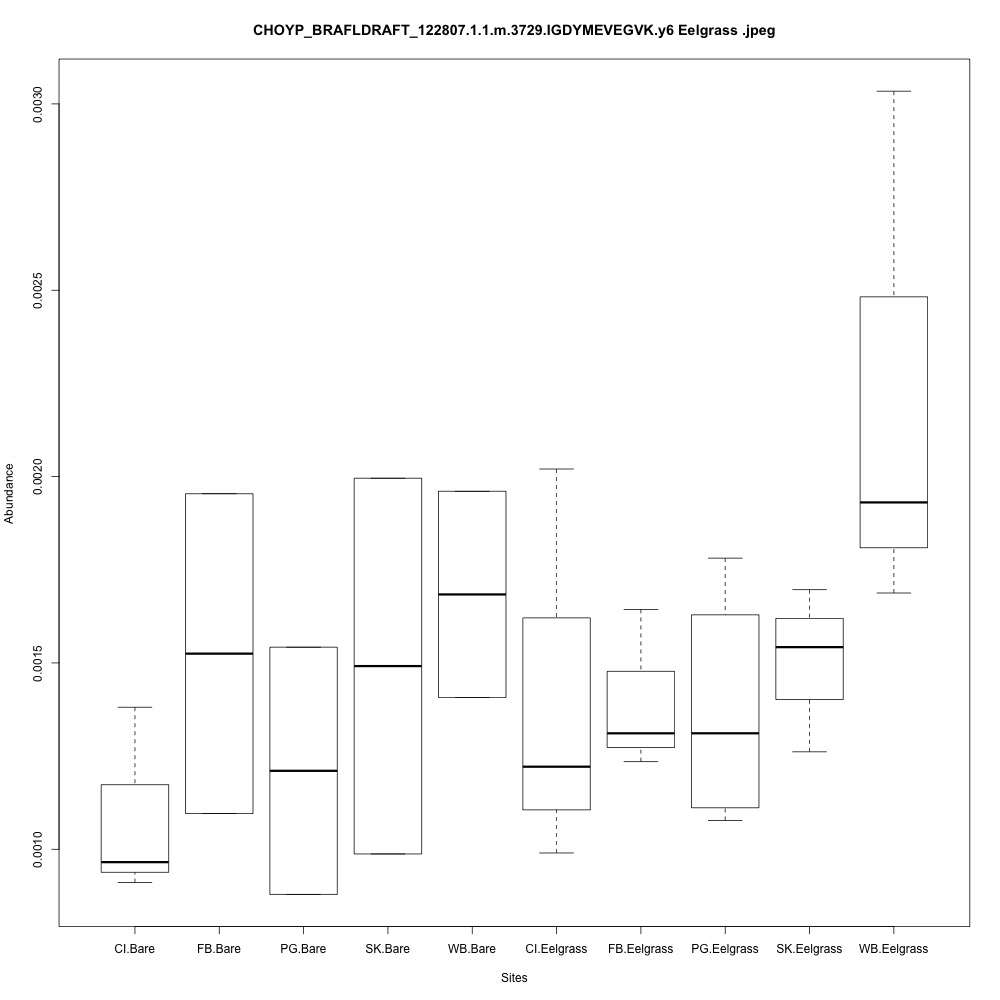 CHOYP_BRAFLDRAFT_122807.1.1.m.3729.IGDYMEVEGVK.y6 Eelgrass .jpeg
0.0030
0.0025
0.0020
0.0015
0.0010
Abundance
CI.Bare FB.Bare PG.Bare SK.Bare WB.Bare CI.Eelgrass FB.Eelgrass PG.Eelgrass SK.Eelgrass WB.Eelgrass
Sites